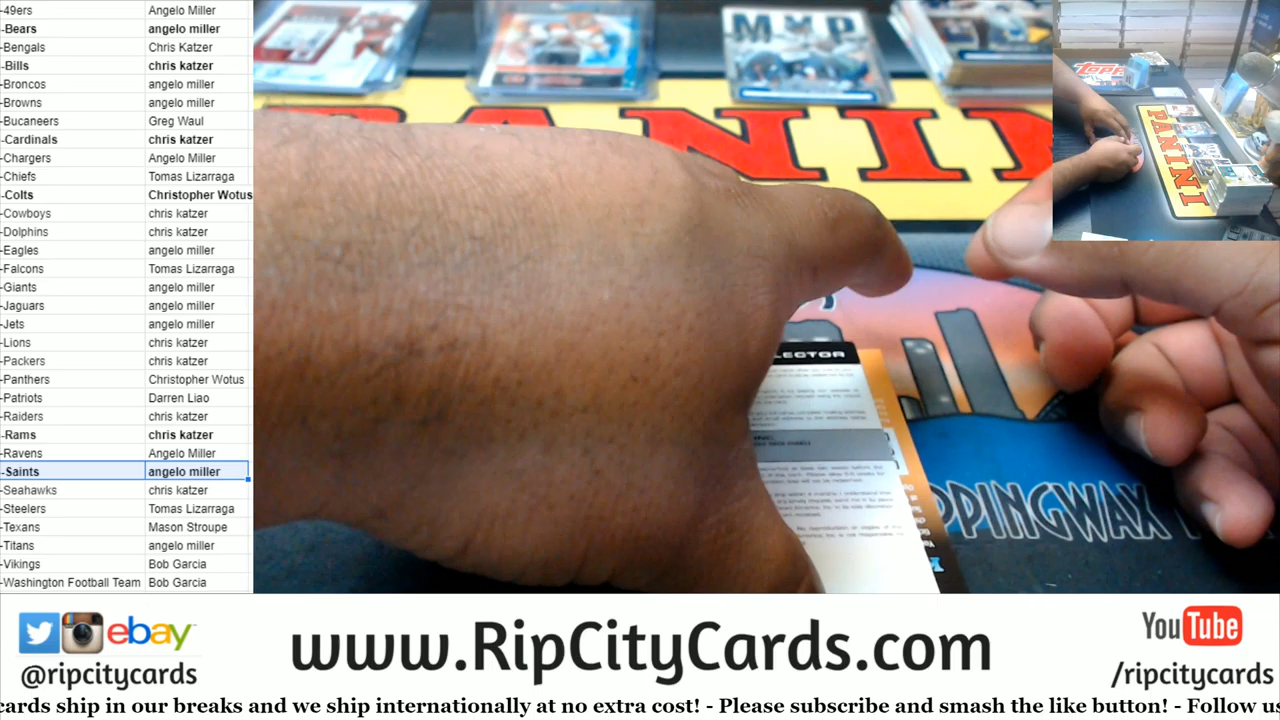 -49ers Angelo Miller
-Bears angelo miller
-Bengals Chris Katzer
-Bills chris katzer
-Broncos angelo miller
-Browns angelo miller
-Bucaneers Greg Waul
-Cardinals chris katzer
-Chargers Angelo Miller
-Chiefs Tomas Lizarraga
-Colts Christopher Wotus
-Cowboys chris katzer
-Dolphins chris katzer
-Eagles angelo miller
-Falcons Tomas Lizarraga
-Giants angelo miller
-Jaguars angelo miller
-Jets angelo miller
-Lions chris katzer
-Packers chris katzer
-Panthers Christopher Wotus
-Patriots Darren Liao
-Raiders chris katzer
-Rams chris katzer
-Ravens Angelo Miller
-Saints angelo miller
-Seahawks chris katzer
-Steelers Tomas Lizarraga
-Texans Mason Stroupe
-Titans angelo miller
-Vikings Bob Garcia
-Washington Football Team Bob Garcia
MVP
PANINI
LECTOR
PPINGWAX
Topps
PANINI
ebay
@ripcitycards
www.RipCityCards.com
YouTube
/ripcitycards
cards ship in our breaks and we ship internationally at no extra cost! - Please subscribe and smash the like button! - Follow us